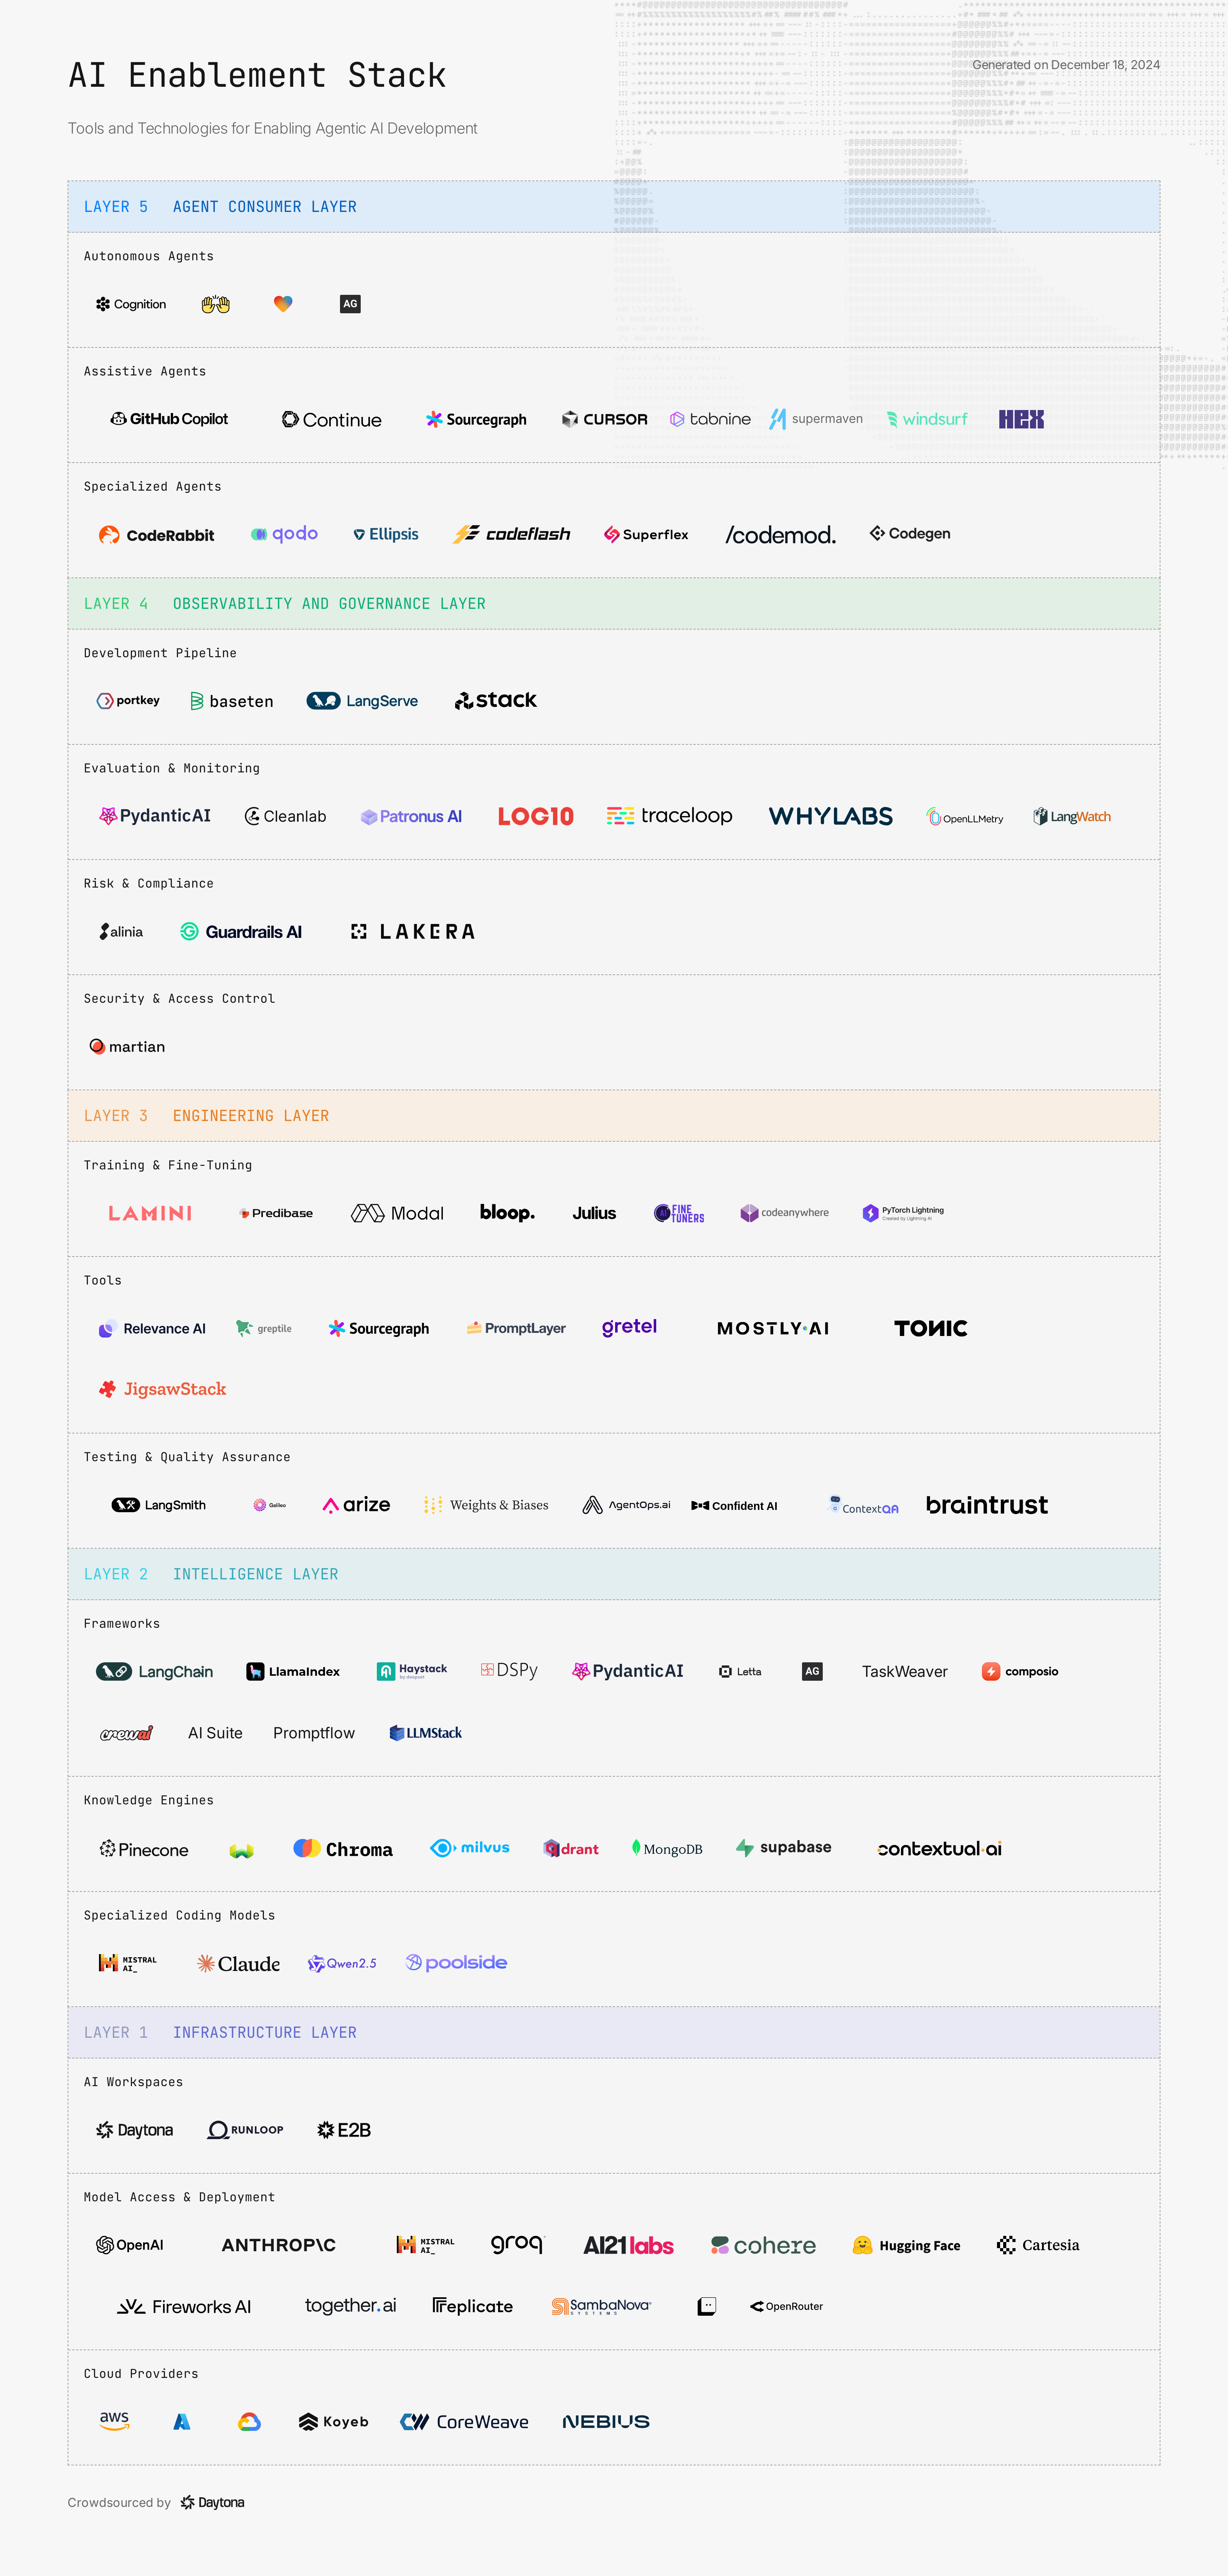 AI Enablement Stack
Generated on December 18, 2024
Tools and Technologies for Enabling Agentic AI Development
LAYER 5 AGENT CONSUMER LAYER
Autonomous Agents
Cognition AG
Assistive Agents
GitHub Copilot Continue Sourcegraph CURSOR tabnine supermaven windsurf HEX
Specialized Agents
CodeRabbit qodo Ellipsis codeflash Superflex /codemod. Codegen
LAYER 4 OBSERVABILITY AND GOVERNANCE LAYER
Development Pipeline
portkey baseten LangServe stack
Evaluation & Monitoring
PydanticAI Cleanlab Patronus AI LOG10 traceloop WHYLABS OpenLLMetry LangWatch
Risk & Compliance
alinia Guardrails AI LAKERA
Security & Access Control
martian
LAYER 3 ENGINEERING LAYER
Training & Fine-Tuning
LAMINI Predibase Modal bloop. Julius AI FINE TUNERS codeanywhere PyTorch Lightning
Created by Lightning AI
Tools
Relevance AI greptile Sourcegraph PromptLayer gretel MOSTLY•AI TONIC
JigsawStack
Testing & Quality Assurance
LangSmith Galileo arize Weights & Biases AgentOps.ai Confident AI ContextQA braintrust
LAYER 2 INTELLIGENCE LAYER
Frameworks
LangChain LlamaIndex Haystack by deepset DSPy PydanticAI Letta AG TaskWeaver composio
crewai AI Suite Promptflow LLMStack
Knowledge Engines
Pinecone Chroma milvus qdrant MongoDB supabase contextual·ai
Specialized Coding Models
MISTRAL AI_ Claude Qwen2.5 poolside
LAYER 1 INFRASTRUCTURE LAYER
AI Workspaces
Daytona RUNLOOP E2B
Model Access & Deployment
OpenAI ANTHROP\C MISTRAL AI_ groq AI21labs cohere Hugging Face Cartesia
Fireworks AI together.ai replicate SambaNova SYSTEMS OpenRouter
Cloud Providers
aws Koyeb CoreWeave NEBIUS
Crowdsourced by Daytona